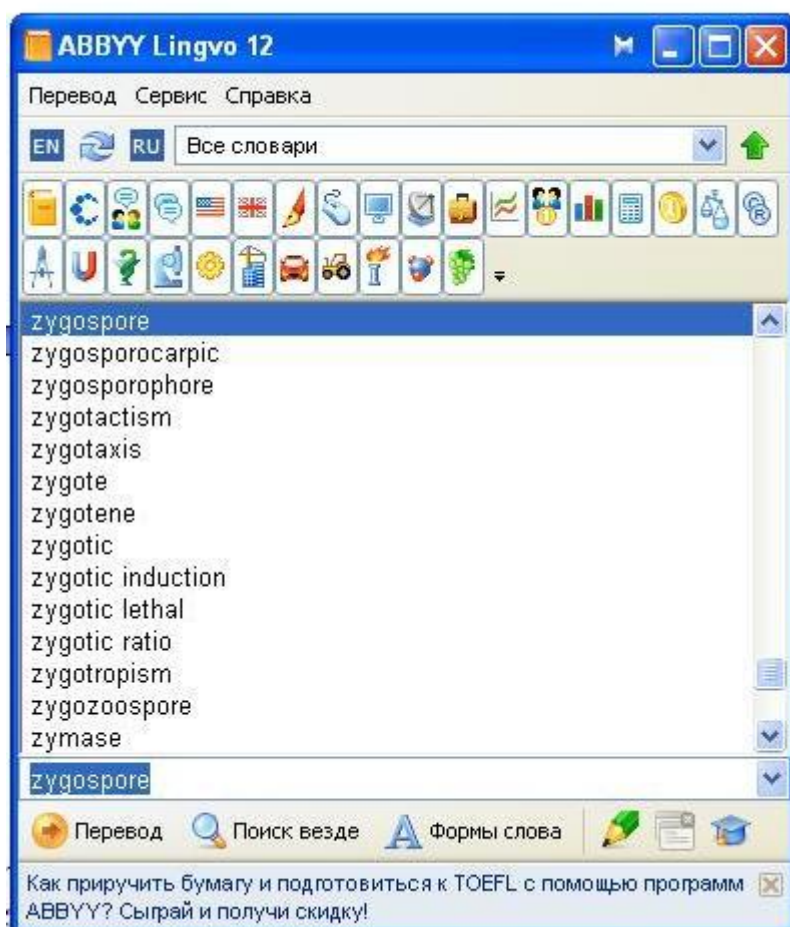 ABBYY Lingvo 12
Перевод Сервис Справка
EN RU Все словари
zygospore
zygosporocarpic
zygosporophore
zygotactism
zygotaxis
zygote
zygotene
zygotic
zygotic induction
zygotic lethal
zygotic ratio
zygotropism
zygozoospore
zymase
zygospore
Перевод Поиск везде Формы слова
Как приручить бумагу и подготовиться к TOEFL с помощью программ
ABBYY? Сыграй и получи скидку!